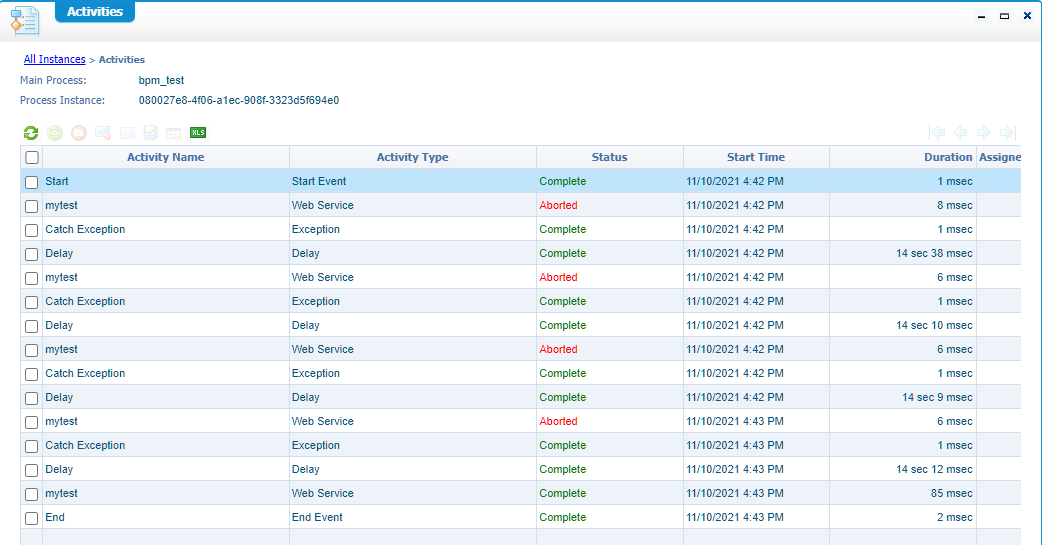 Activities
All Instances > Activities
Main Process: bpm_test
Process Instance: 080027e8-4f06-a1ec-908f-3323d5f694e0
XLS
Activity Name Activity Type Status Start Time Duration Assigne
Start Start Event Complete 11/10/2021 4:42 PM 1 msec
mytest Web Service Aborted 11/10/2021 4:42 PM 8 msec
Catch Exception Exception Complete 11/10/2021 4:42 PM 1 msec
Delay Delay Complete 11/10/2021 4:42 PM 14 sec 38 msec
mytest Web Service Aborted 11/10/2021 4:42 PM 6 msec
Catch Exception Exception Complete 11/10/2021 4:42 PM 1 msec
Delay Delay Complete 11/10/2021 4:42 PM 14 sec 10 msec
mytest Web Service Aborted 11/10/2021 4:42 PM 6 msec
Catch Exception Exception Complete 11/10/2021 4:42 PM 1 msec
Delay Delay Complete 11/10/2021 4:42 PM 14 sec 9 msec
mytest Web Service Aborted 11/10/2021 4:43 PM 6 msec
Catch Exception Exception Complete 11/10/2021 4:43 PM 1 msec
Delay Delay Complete 11/10/2021 4:43 PM 14 sec 12 msec
mytest Web Service Complete 11/10/2021 4:43 PM 85 msec
End End Event Complete 11/10/2021 4:43 PM 2 msec